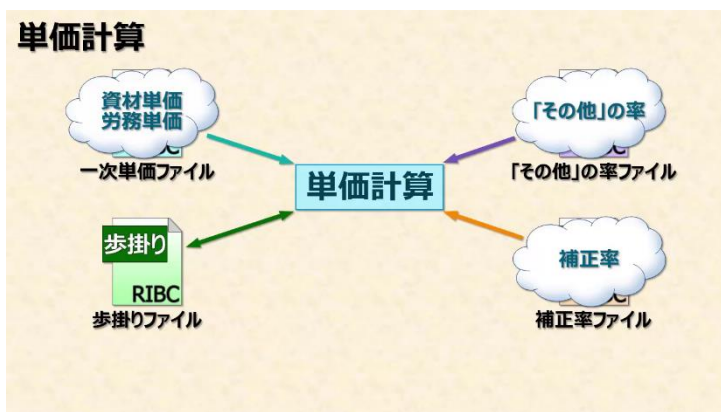 単価計算
資材単価
労務単価
一次単価ファイル
「その他」の率
「その他」の率ファイル
単価計算
歩掛り
RIBC
歩掛りファイル
補正率
補正率ファイル